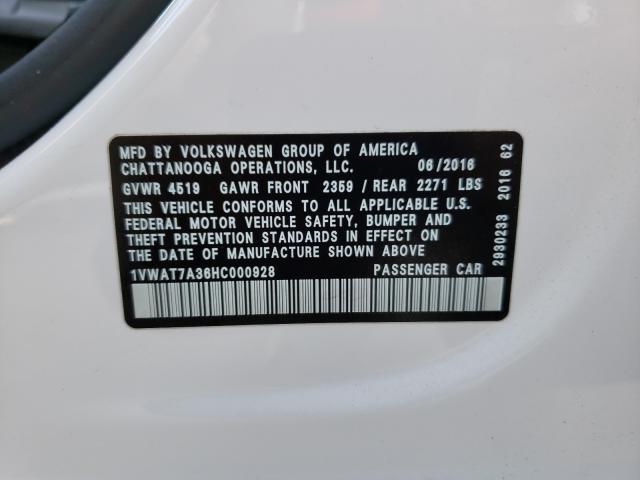 MFD BY VOLKSWAGEN GROUP OF AMERICA
CHATTANOOGA OPERATIONS, LLC. 06/2016
GVWR 4519 GAWR FRONT 2359 / REAR 2271 LBS
THIS VEHICLE CONFORMS TO ALL APPLICABLE U.S.
FEDERAL MOTOR VEHICLE SAFETY, BUMPER AND
THEFT PREVENTION STANDARDS IN EFFECT ON
THE DATE OF MANUFACTURE SHOWN ABOVE
1VWAT7A36HC000928 PASSENGER CAR
2930233 2016 62